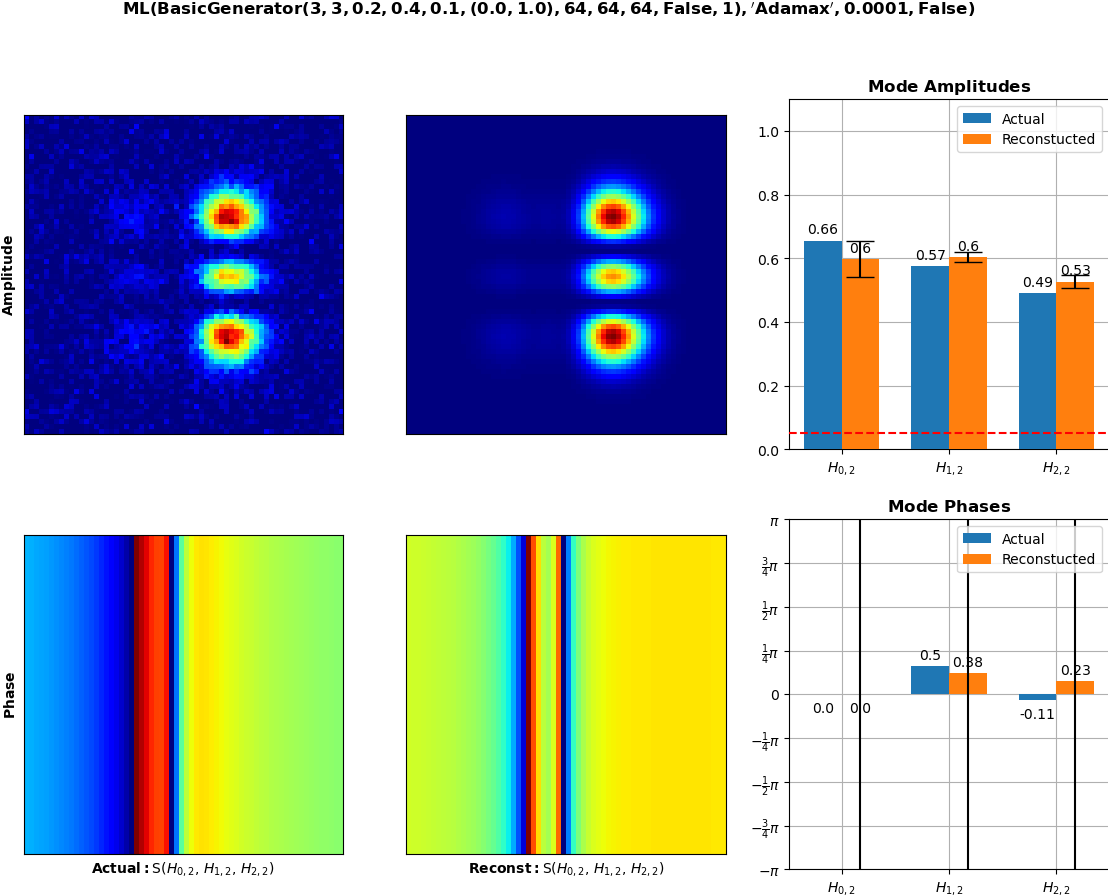 ML(BasicGenerator(3, 3, 0.2, 0.4, 0.1, (0.0, 1.0), 64, 64, 64, False, 1), ′Adamax′, 0.0001, False)
Amplitude
Mode Amplitudes
Actual
Reconstucted
1.0
0.8
0.6
0.4
0.2
0.0
0.66
0.6
0.57
0.6
0.49
0.53
H0, 2
H1, 2
H2, 2
Phase
Actual: S(H0, 2, H1, 2, H2, 2)
Reconst: S(H0, 2, H1, 2, H2, 2)
Mode Phases
Actual
Reconstucted
π
3/4π
1/2π
1/4π
0
−1/4π
−1/2π
−3/4π
−π
0.0
0.0
0.5
0.38
-0.11
0.23
H0, 2
H1, 2
H2, 2